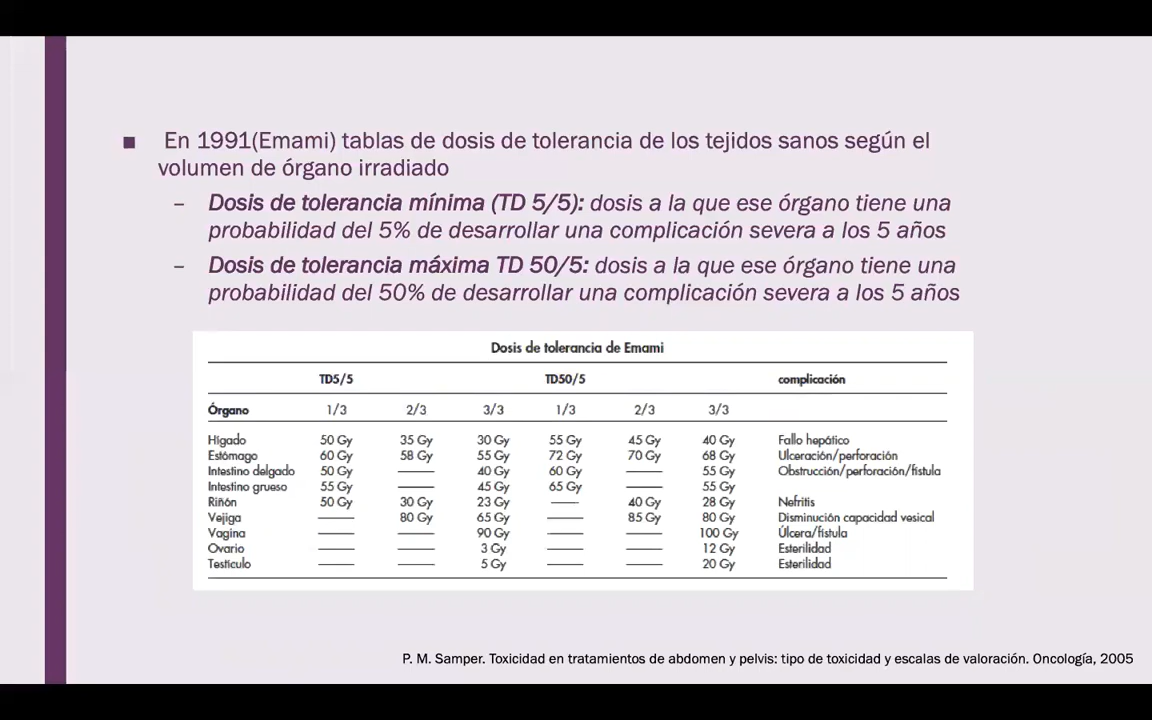 ■ En 1991(Emami) tablas de dosis de tolerancia de los tejidos sanos según el
volumen de órgano irradiado
– Dosis de tolerancia mínima (TD 5/5): dosis a la que ese órgano tiene una
probabilidad del 5% de desarrollar una complicación severa a los 5 años
– Dosis de tolerancia máxima TD 50/5: dosis a la que ese órgano tiene una
probabilidad del 50% de desarrollar una complicación severa a los 5 años
Dosis de tolerancia de Emami
TD5/5 TD50/5 complicación
Órgano 1/3 2/3 3/3 1/3 2/3 3/3
Hígado 50 Gy 35 Gy 30 Gy 55 Gy 45 Gy 40 Gy Fallo hepático
Estómago 60 Gy 58 Gy 55 Gy 72 Gy 70 Gy 68 Gy Ulceración/perforación
Intestino delgado 50 Gy —— 40 Gy 60 Gy —— 55 Gy Obstrucción/perforación/fístula
Intestino grueso 55 Gy —— 45 Gy 65 Gy —— 55 Gy
Riñón 50 Gy 30 Gy 23 Gy —— 40 Gy 28 Gy Nefritis
Vejiga —— 80 Gy 65 Gy —— 85 Gy 80 Gy Disminución capacidad vesical
Vagina —— —— 90 Gy —— —— 100 Gy Úlcera/fístula
Ovario —— —— 3 Gy —— —— 12 Gy Esterilidad
Testículo —— —— 5 Gy —— —— 20 Gy Esterilidad
P. M. Samper. Toxicidad en tratamientos de abdomen y pelvis: tipo de toxicidad y escalas de valoración. Oncología, 2005